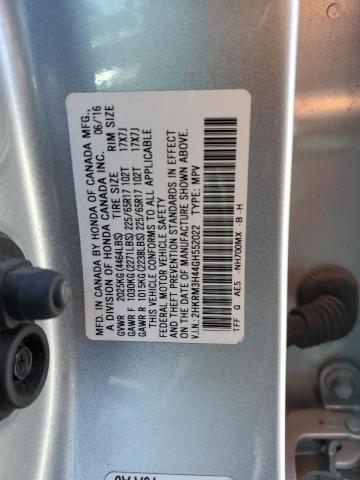 MFD. IN CANADA BY HONDA OF CANADA MFG.,
A DIVISION OF HONDA CANADA INC. 06/16
TIRE SIZE RIM SIZE
GVWR 2025KG(4464LBS)
GAWR F 1030KG(2271LBS) 225/65R17 102T 17X7J
GAWR R 1015KG(2238LBS) 225/65R17 102T 17X7J
THIS VEHICLE CONFORMS TO ALL APPLICABLE
FEDERAL MOTOR VEHICLE SAFETY, BUMPER,
AND THEFT PREVENTION STANDARDS IN EFFECT
ON THE DATE OF MANUFACTURE SHOWN ABOVE.
V.I.N.: 2HKRM3H44GH552022 TYPE: MPV
TFF G AE5 -NH700MX -B -H